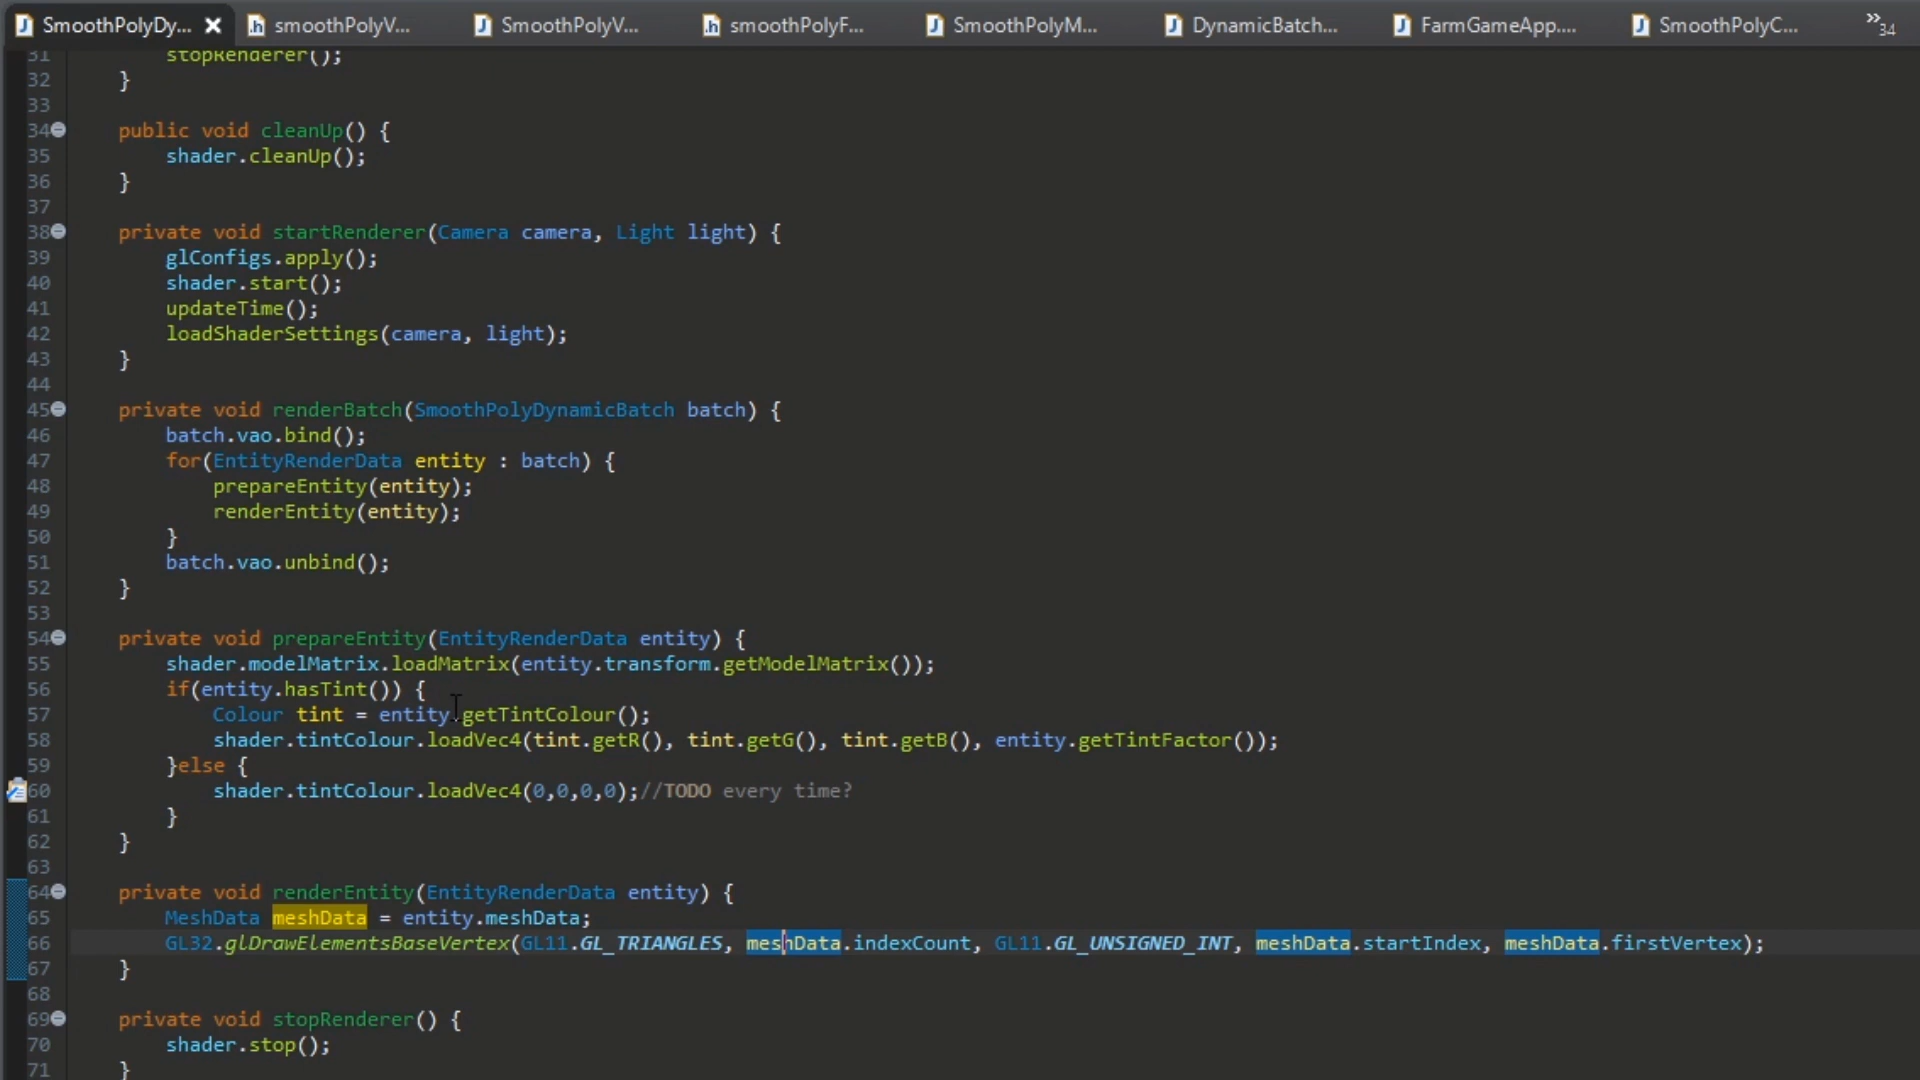 SmoothPolyDy... smoothPolyV... SmoothPolyV... smoothPolyF... SmoothPolyM... DynamicBatch... FarmGameApp.... SmoothPolyC... »34
31 stopRenderer();
32 }
33
34 public void cleanUp() {
35 shader.cleanUp();
36 }
37
38 private void startRenderer(Camera camera, Light light) {
39 glConfigs.apply();
40 shader.start();
41 updateTime();
42 loadShaderSettings(camera, light);
43 }
44
45 private void renderBatch(SmoothPolyDynamicBatch batch) {
46 batch.vao.bind();
47 for(EntityRenderData entity : batch) {
48 prepareEntity(entity);
49 renderEntity(entity);
50 }
51 batch.vao.unbind();
52 }
53
54 private void prepareEntity(EntityRenderData entity) {
55 shader.modelMatrix.loadMatrix(entity.transform.getModelMatrix());
56 if(entity.hasTint()) {
57 Colour tint = entity.getTintColour();
58 shader.tintColour.loadVec4(tint.getR(), tint.getG(), tint.getB(), entity.getTintFactor());
59 }else {
60 shader.tintColour.loadVec4(0,0,0,0);//TODO every time?
61 }
62 }
63
64 private void renderEntity(EntityRenderData entity) {
65 MeshData meshData = entity.meshData;
66 GL32.glDrawElementsBaseVertex(GL11.GL_TRIANGLES, meshData.indexCount, GL11.GL_UNSIGNED_INT, meshData.startIndex, meshData.firstVertex);
67 }
68
69 private void stopRenderer() {
70 shader.stop();
71 }